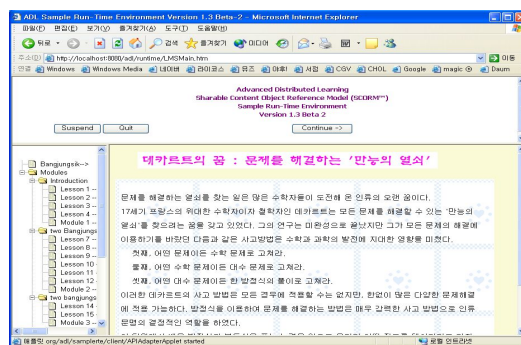 ADL Sample Run-Time Environment Version 1.3 Beta-2 - Microsoft Internet Explorer
파일(F) 편집(E) 보기(V) 즐겨찾기(A) 도구(T) 도움말(H)
뒤로 검색 즐겨찾기 미디어
주소(D) http://localhost:8080/adl/runtime/LMSMain.htm 이동
연결 Windows Windows Media 네이버 라이코스 뮤즈 야후! 서점 CGV CHOL Google magic Daum
Advanced Distributed Learning
Sharable Content Object Reference Model (SCORM™)
Sample Run-Time Environment
Version 1.3 Beta 2
Suspend Quit Continue ->
Bangjungsik-->
Modules
Introduction
Lesson 1 --
Lesson 2 --
Lesson 3 --
Lesson 4 --
Module 1 --
two Bangjungs
Lesson 7 --
Lesson 8 --
Lesson 9 --
Lesson 10 -
Lesson 11 -
Lesson 12 -
Module 2 --
two bangjungs
Lesson 14 -
Lesson 15 -
Module 3 --
데카르트의 꿈 : 문제를 해결하는 '만능의 열쇠'
문제를 해결하는 열쇠를 찾는 일은 많은 수학자들이 도전해 온 인류의 오랜 꿈이다.
17세기 프랑스의 위대한 수학자이자 철학자인 데카르트는 모든 문제를 해결할 수 있는 '만능의
열쇠'를 찾으려는 꿈을 갖고 있었다. 그의 연구는 미완성으로 끝났지만 그가 모든 문제의 해결에
이용하기를 바랐던 다음과 같은 사고방법은 수학과 과학의 발전에 지대한 영향을 미쳤다.
첫째. 어떤 문제이든 수학 문제로 고쳐라.
둘째. 어떤 수학 문제이든 대수 문제로 고쳐라.
셋째. 어떤 대수 문제이든 한 방정식의 풀이로 고쳐라.
이러한 데카르트의 사고 방법은 모든 경우에 적용할 수는 없지만, 한없이 많은 다양한 문제해결
에 적용 가능하다. 방정식을 이용하여 문제를 해결하는 방법은 매우 강력한 사고 방법으로 인류
문명의 결정적인 역할을 하였다.
애플릿 org/adl/samplerte/client/APIAdapterApplet started
로컬 인트라넷